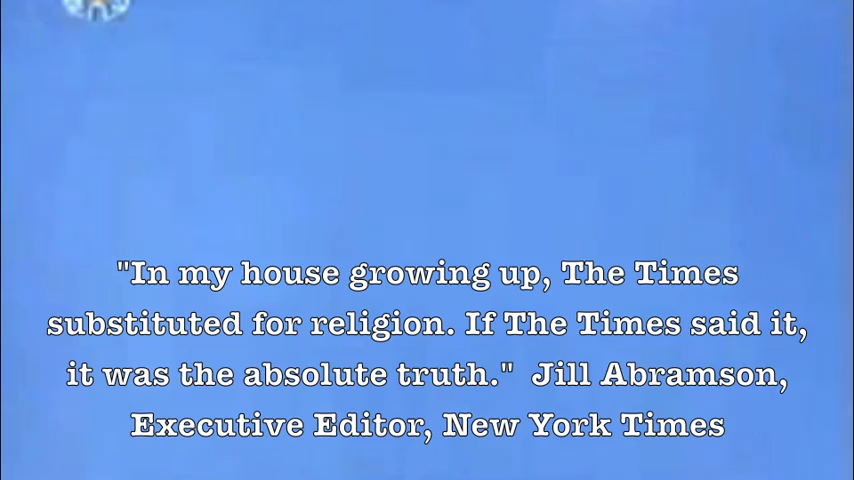 "In my house growing up, The Times
substituted for religion. If The Times said it,
it was the absolute truth."  Jill Abramson,
Executive Editor, New York Times